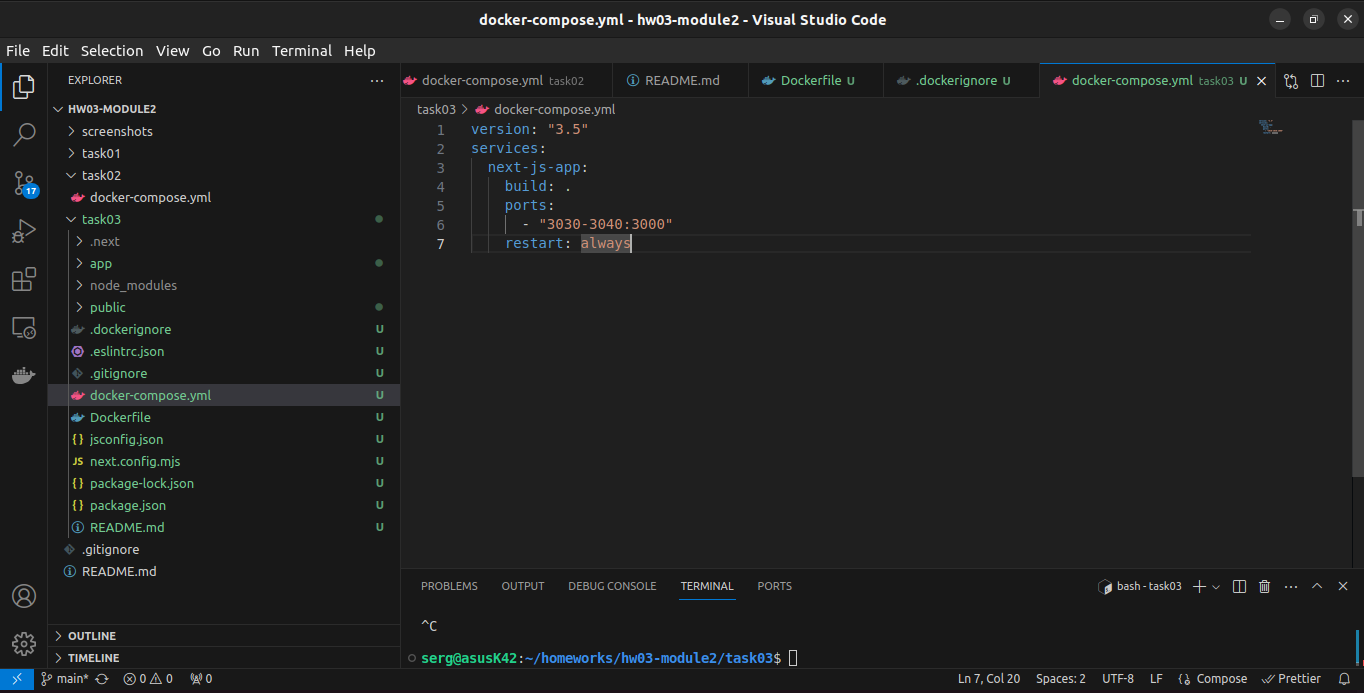 docker-compose.yml - hw03-module2 - Visual Studio Code
File Edit Selection View Go Run Terminal Help
EXPLORER
HW03-MODULE2
screenshots
task01
task02
docker-compose.yml
task03
.next
app
node_modules
public
.dockerignore U
.eslintrc.json U
.gitignore U
docker-compose.yml U
Dockerfile U
jsconfig.json U
JS next.config.mjs U
package-lock.json U
package.json U
README.md U
.gitignore
README.md
OUTLINE
TIMELINE
17
docker-compose.yml task02 README.md Dockerfile U .dockerignore U docker-compose.yml task03 U
task03 > docker-compose.yml
1 version: "3.5"
2 services:
3 next-js-app:
4 build: .
5 ports:
6 - "3030-3040:3000"
7 restart: always
PROBLEMS OUTPUT DEBUG CONSOLE TERMINAL PORTS bash - task03
^C
serg@asusK42:~/homeworks/hw03-module2/task03$
main* 0 0 0 Ln 7, Col 20 Spaces: 2 UTF-8 LF Compose Prettier